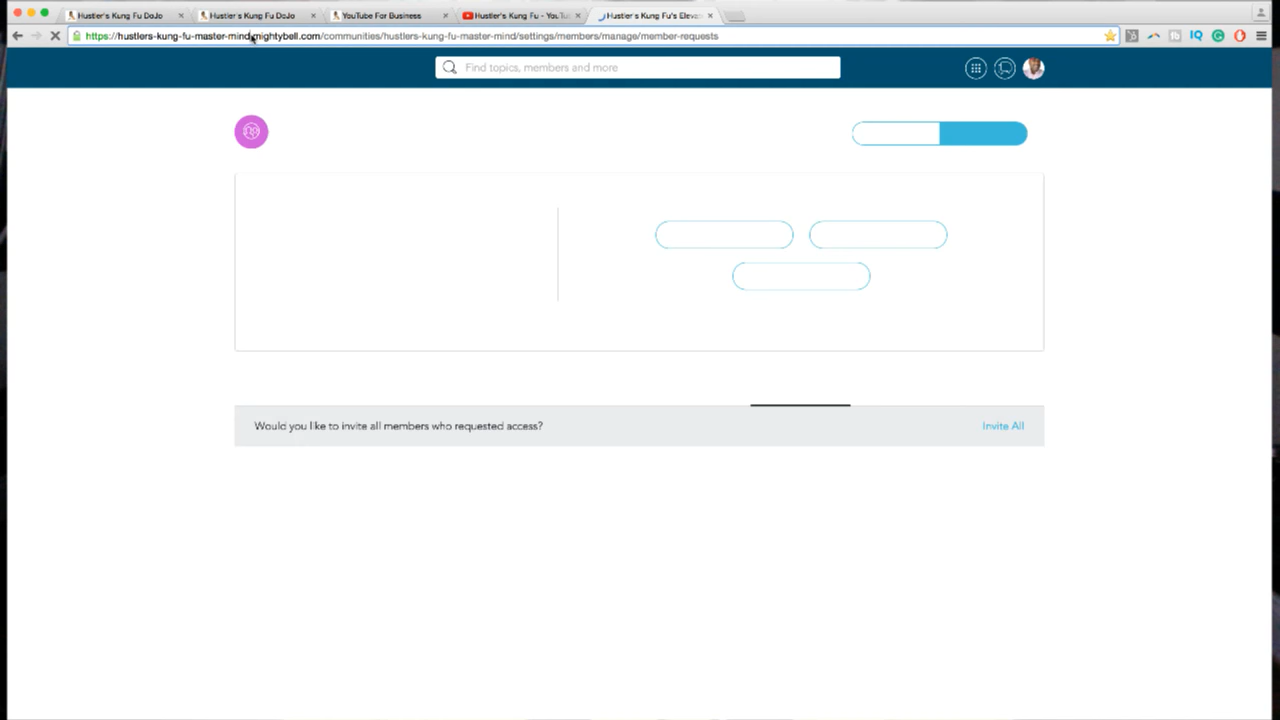 Hustler's Kung Fu DoJo
Hustler's Kung Fu DoJo
YouTube For Business
Hustler's Kung Fu - YouTu
Hustler's Kung Fu's Eleva
https://hustlers-kung-fu-master-mind.mightybell.com/communities/hustlers-kung-fu-master-mind/settings/members/manage/member-requests
IQ
Find topics, members and more
Would you like to invite all members who requested access?
Invite All